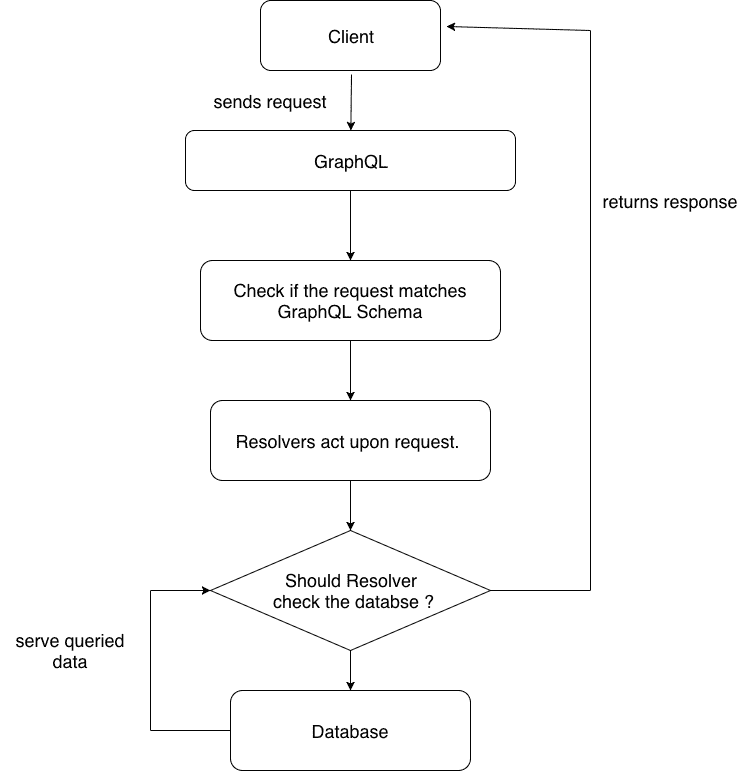 Client
sends request
GraphQL
returns response
Check if the request matches
GraphQL Schema
Resolvers act upon request.
Should Resolver
check the databse ?
serve queried
data
Database